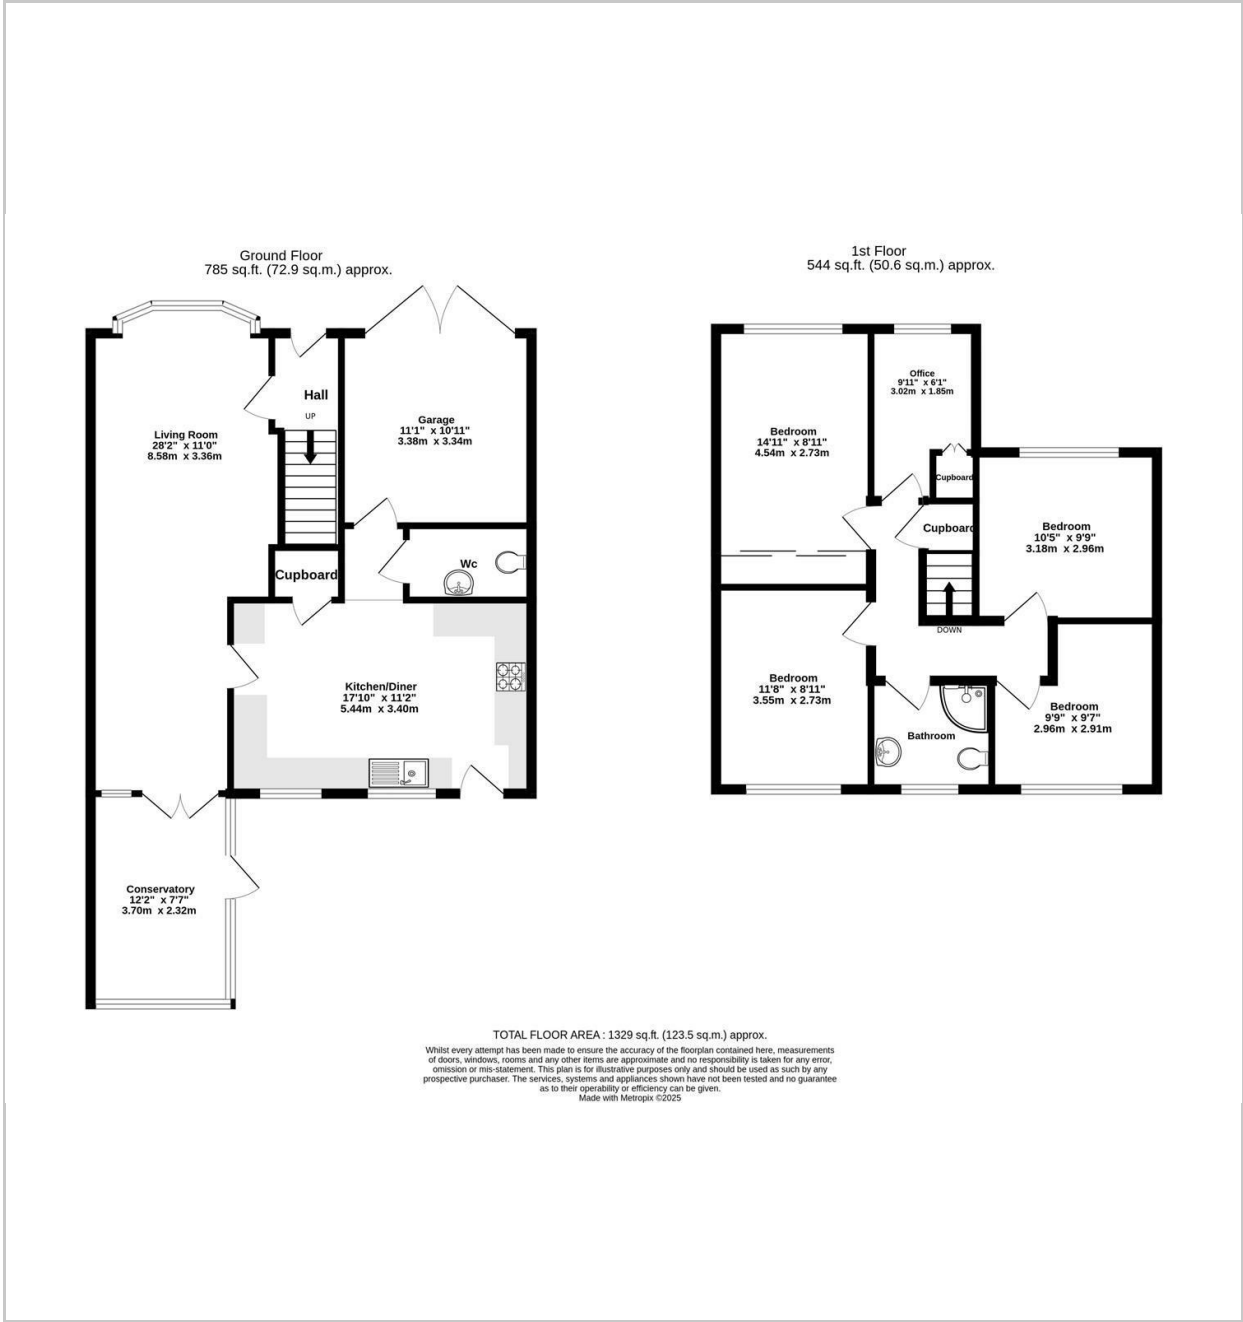 Ground Floor
785 sq.ft. (72.9 sq.m.) approx.
Hall
UP
Living Room
28'2" x 11'0"
8.58m x 3.36m
Garage
11'1" x 10'11"
3.38m x 3.34m
Cupboard
Wc
Kitchen/Diner
17'10" x 11'2"
5.44m x 3.40m
Conservatory
12'2" x 7'7"
3.70m x 2.32m
1st Floor
544 sq.ft. (50.6 sq.m.) approx.
Office
9'11" x 6'1"
3.02m x 1.85m
Bedroom
14'11" x 8'11"
4.54m x 2.73m
Cupboard
Cupboard
Bedroom
10'5" x 9'9"
3.18m x 2.96m
DOWN
Bedroom
11'8" x 8'11"
3.55m x 2.73m
Bathroom
Bedroom
9'9" x 9'7"
2.96m x 2.91m
TOTAL FLOOR AREA : 1329 sq.ft. (123.5 sq.m.) approx.
Whilst every attempt has been made to ensure the accuracy of the floorplan contained here, measurements
of doors, windows, rooms and any other items are approximate and no responsibility is taken for any error,
omission or mis-statement. This plan is for illustrative purposes only and should be used as such by any
prospective purchaser. The services, systems and appliances shown have not been tested and no guarantee
as to their operability or efficiency can be given.
Made with Metropix ©2025